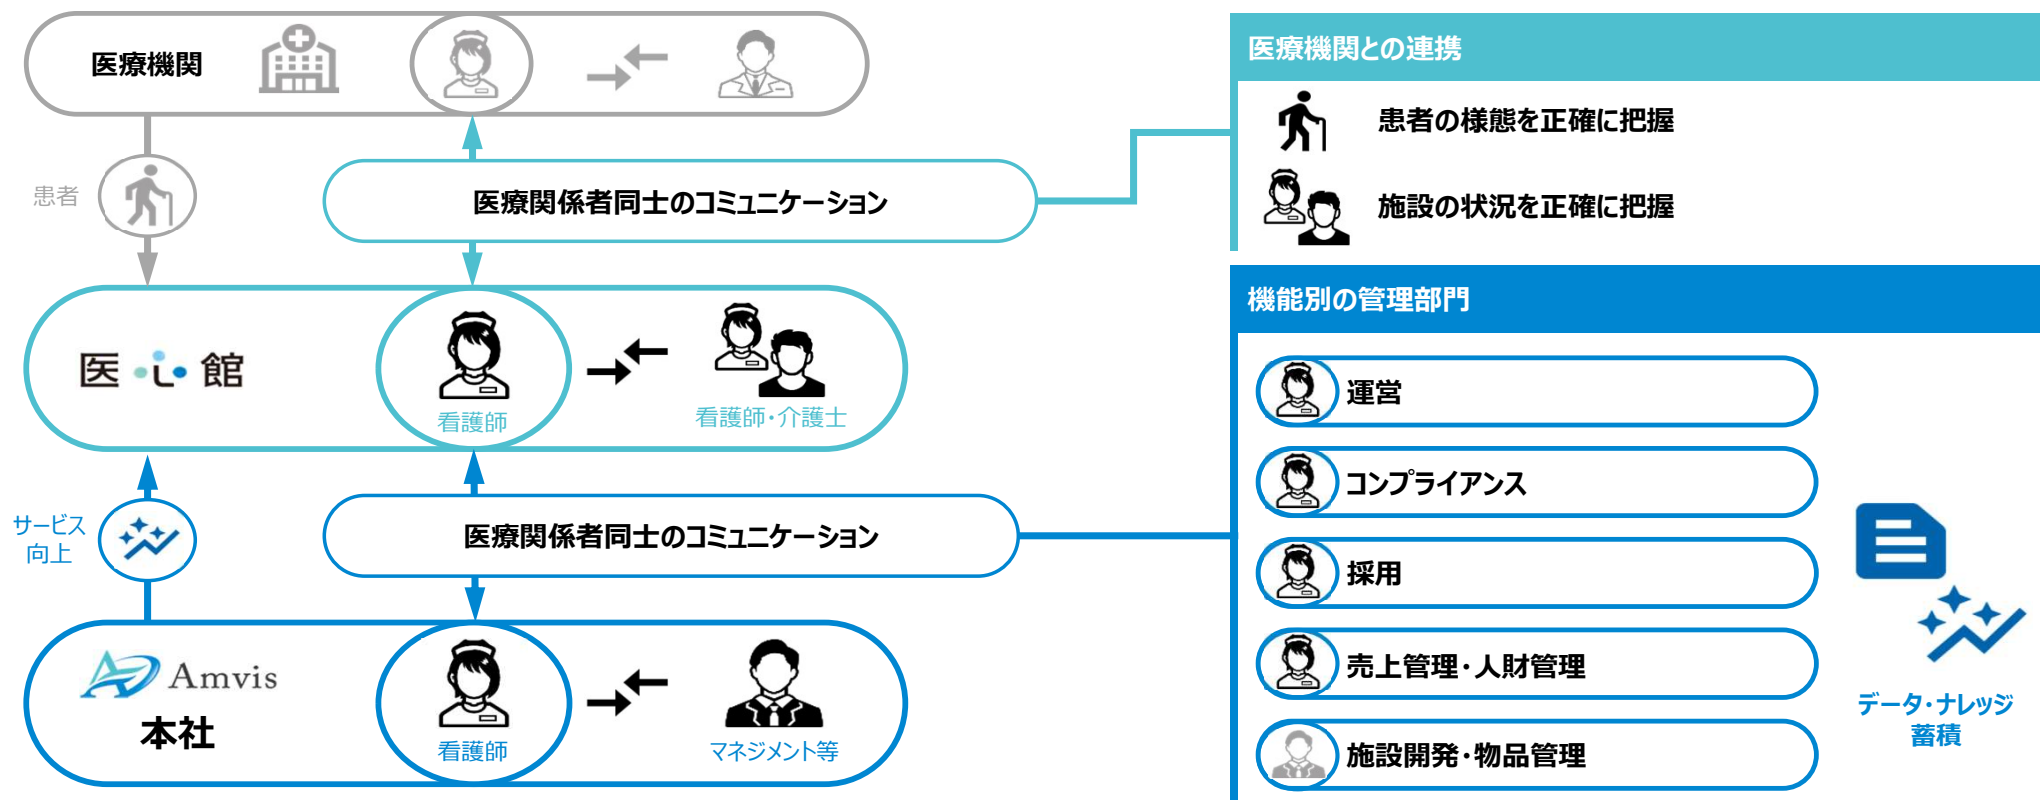 医療機関
患者
医療関係者同士のコミュニケーション
医・い・館
看護師
看護師・介護士
サービス
向上
医療関係者同士のコミュニケーション
Amvis
本社
看護師
マネジメント等
医療機関との連携
患者の様態を正確に把握
施設の状況を正確に把握
機能別の管理部門
運営
コンプライアンス
採用
売上管理・人財管理
施設開発・物品管理
データ・ナレッジ
蓄積